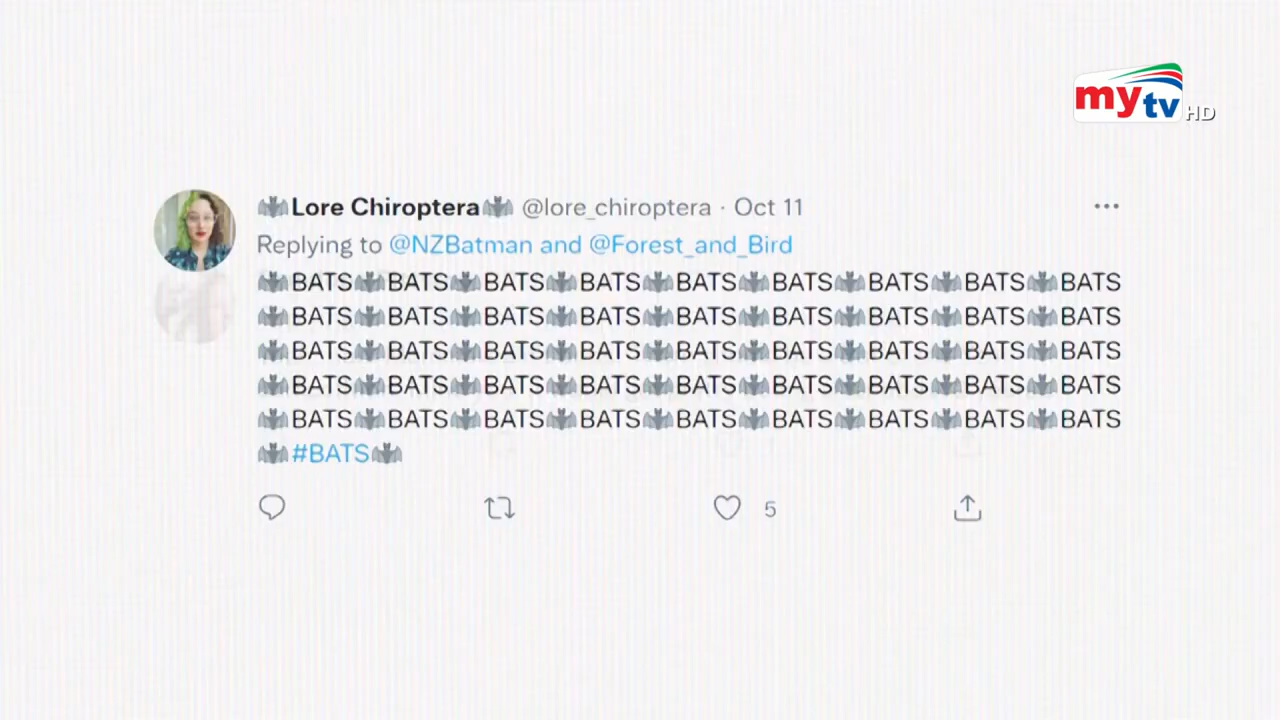 mytv HD
🦇Lore Chiroptera🦇 @lore_chiroptera · Oct 11
Replying to @NZBatman and @Forest_and_Bird
🦇BATS🦇BATS🦇BATS🦇BATS🦇BATS🦇BATS🦇BATS🦇BATS🦇BATS
🦇BATS🦇BATS🦇BATS🦇BATS🦇BATS🦇BATS🦇BATS🦇BATS🦇BATS
🦇BATS🦇BATS🦇BATS🦇BATS🦇BATS🦇BATS🦇BATS🦇BATS🦇BATS
🦇BATS🦇BATS🦇BATS🦇BATS🦇BATS🦇BATS🦇BATS🦇BATS🦇BATS
🦇BATS🦇BATS🦇BATS🦇BATS🦇BATS🦇BATS🦇BATS🦇BATS🦇BATS
🦇#BATS🦇
5